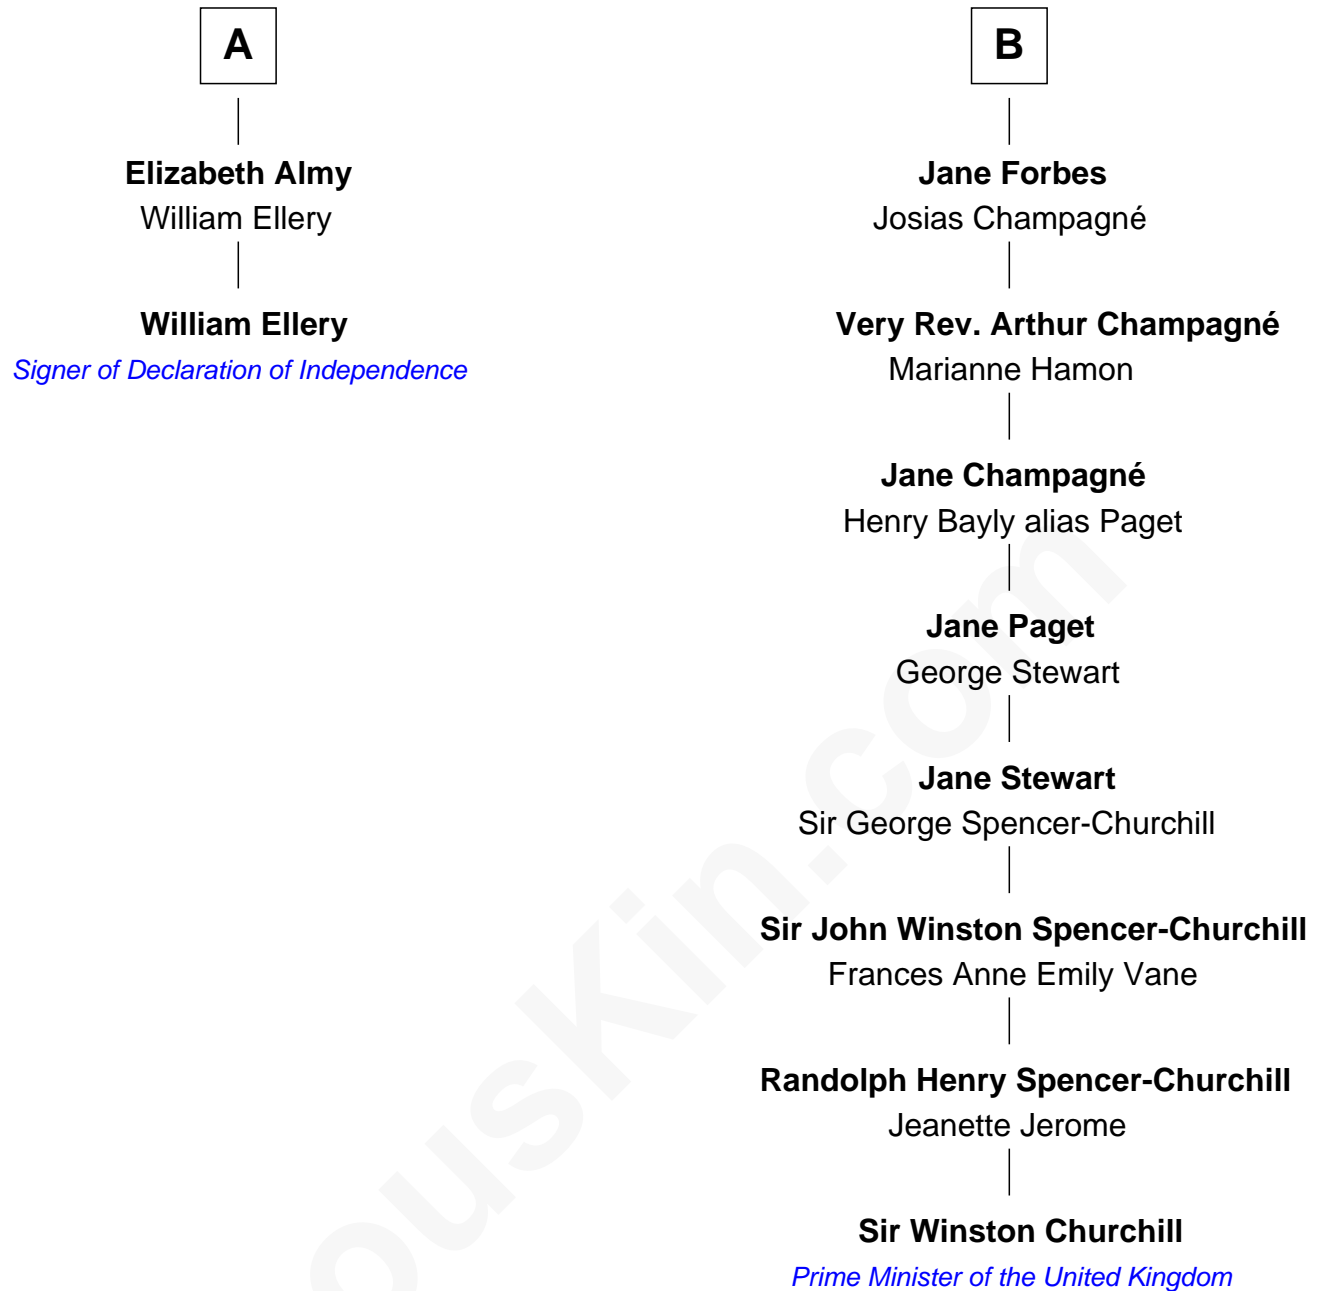 A
Elizabeth Almy
William Ellery
William Ellery
Signer of Declaration of Independence
B
Jane Forbes
Josias Champagné
Very Rev. Arthur Champagné
Marianne Hamon
Jane Champagné
Henry Bayly alias Paget
Jane Paget
George Stewart
Jane Stewart
Sir George Spencer-Churchill
Sir John Winston Spencer-Churchill
Frances Anne Emily Vane
Randolph Henry Spencer-Churchill
Jeanette Jerome
Sir Winston Churchill
Prime Minister of the United Kingdom
ousKin.com